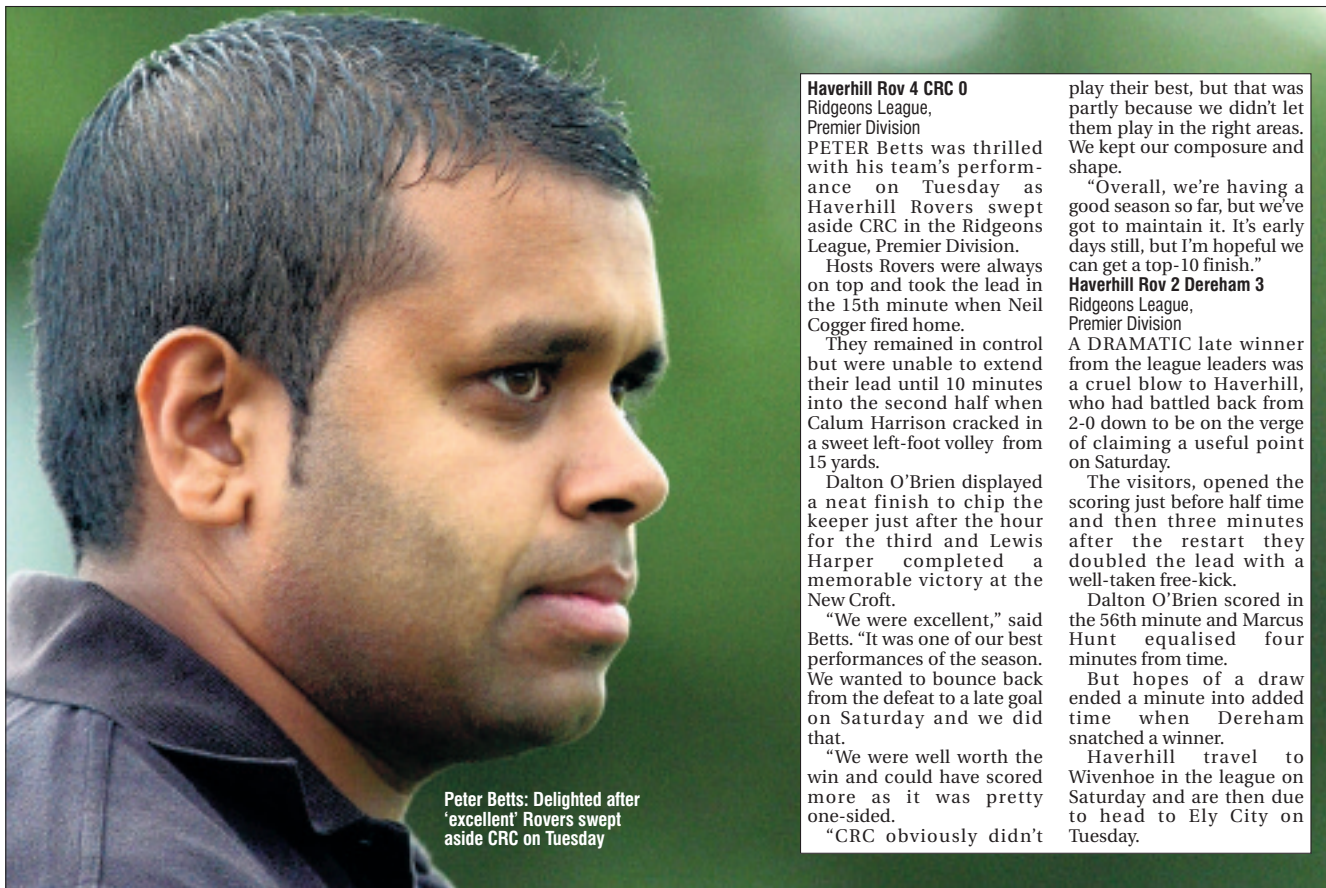 Haverhill Rov 4 CRC 0
Ridgeons League,
Premier Division
PETER Betts was thrilled
with his team's perform-
ance on Tuesday as
Haverhill Rovers swept
aside CRC in the Ridgeons
League, Premier Division.
Hosts Rovers were always
on top and took the lead in
the 15th minute when Neil
Cogger fired home.
They remained in control
but were unable to extend
their lead until 10 minutes
into the second half when
Calum Harrison cracked in
a sweet left-foot volley from
15 yards.
Dalton O'Brien displayed
a neat finish to chip the
keeper just after the hour
for the third and Lewis
Harper completed a
memorable victory at the
New Croft.
"We were excellent," said
Betts. "It was one of our best
performances of the season.
We wanted to bounce back
from the defeat to a late goal
on Saturday and we did
that.
"We were well worth the
win and could have scored
more as it was pretty
one-sided.
"CRC obviously didn't
play their best, but that was
partly because we didn't let
them play in the right areas.
We kept our composure and
shape.
"Overall, we're having a
good season so far, but we've
got to maintain it. It's early
days still, but I'm hopeful we
can get a top-10 finish."
Haverhill Rov 2 Dereham 3
Ridgeons League,
Premier Division
A DRAMATIC late winner
from the league leaders was
a cruel blow to Haverhill,
who had battled back from
2-0 down to be on the verge
of claiming a useful point
on Saturday.
The visitors, opened the
scoring just before half time
and then three minutes
after the restart they
doubled the lead with a
well-taken free-kick.
Dalton O'Brien scored in
the 56th minute and Marcus
Hunt equalised four
minutes from time.
But hopes of a draw
ended a minute into added
time when Dereham
snatched a winner.
Haverhill travel to
Wivenhoe in the league on
Saturday and are then due
to head to Ely City on
Tuesday.
Peter Betts: Delighted after
'excellent' Rovers swept
aside CRC on Tuesday